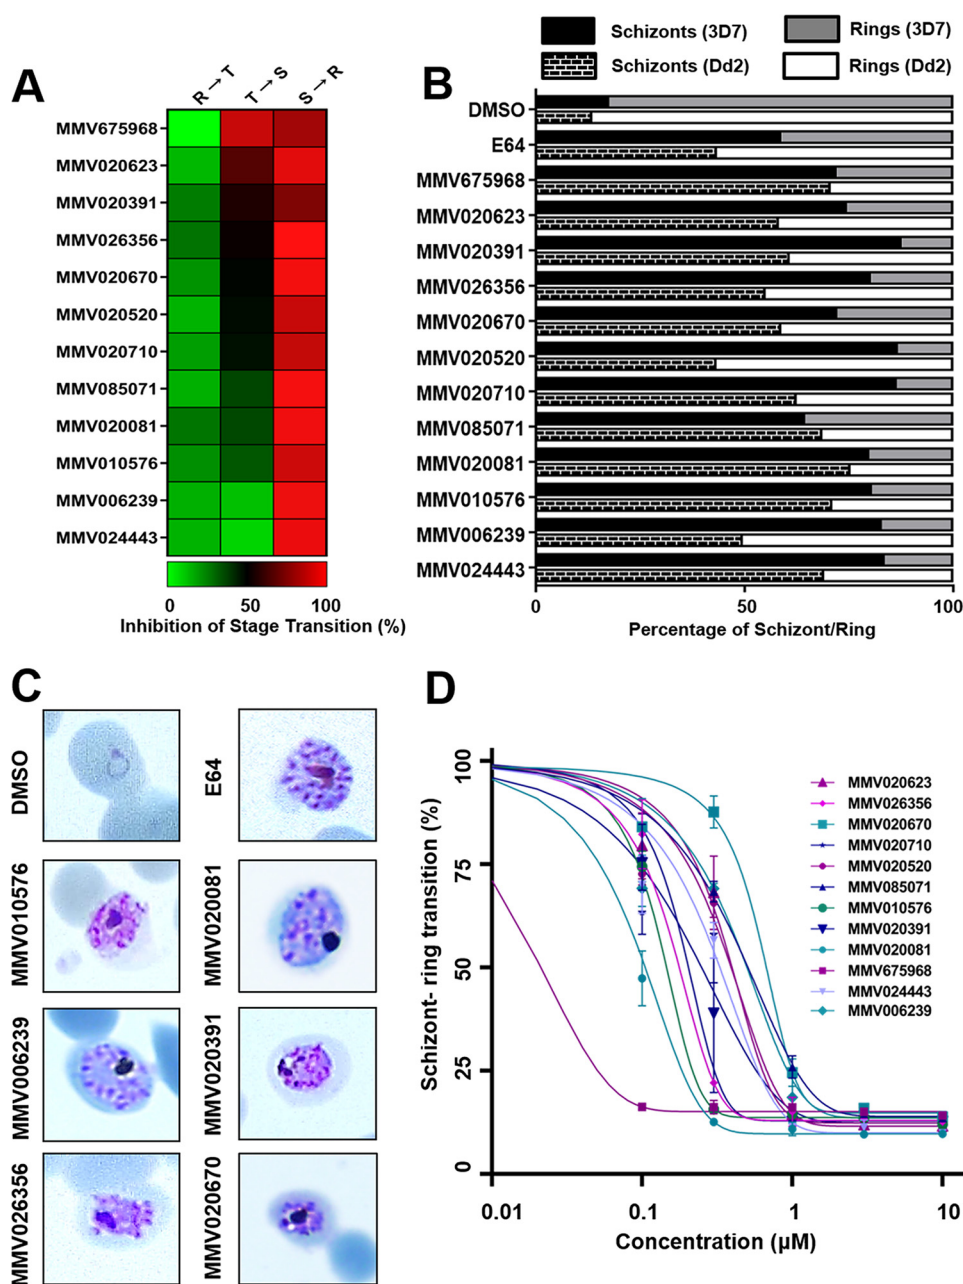 Schizonts (3D7)
Rings (3D7)
Schizonts (Dd2)
Rings (Dd2)
A
R → T
T → S
S → R
MMV675968
MMV020623
MMV020391
MMV026356
MMV020670
MMV020520
MMV020710
MMV085071
MMV020081
MMV010576
MMV006239
MMV024443
0 50 100
Inhibition of Stage Transition (%)
B
DMSO
E64
MMV675968
MMV020623
MMV020391
MMV026356
MMV020670
MMV020520
MMV020710
MMV085071
MMV020081
MMV010576
MMV006239
MMV024443
0 50 100
Percentage of Schizont/Ring
C
DMSO
E64
MMV010576
MMV020081
MMV006239
MMV020391
MMV026356
MMV020670
D
Schizont- ring transition (%)
100
75
50
25
0
0.01 0.1 1 10
Concentration (µM)
MMV020623
MMV026356
MMV020670
MMV020710
MMV020520
MMV085071
MMV010576
MMV020391
MMV020081
MMV675968
MMV024443
MMV006239